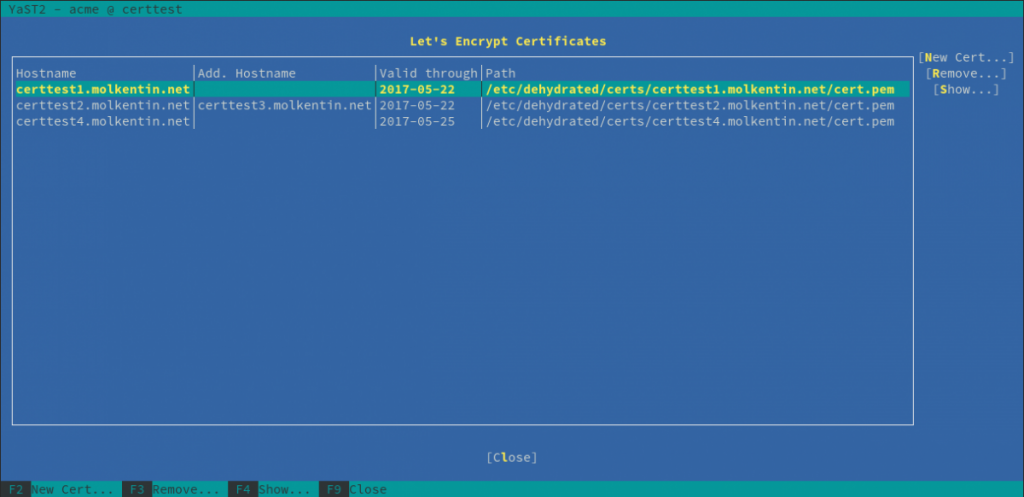 YaST2 - acme @ certtest
Let's Encrypt Certificates
Hostname Add. Hostname Valid through Path
certtest1.molkentin.net 2017-05-22 /etc/dehydrated/certs/certtest1.molkentin.net/cert.pem
certtest2.molkentin.net certtest3.molkentin.net 2017-05-22 /etc/dehydrated/certs/certtest2.molkentin.net/cert.pem
certtest4.molkentin.net 2017-05-25 /etc/dehydrated/certs/certtest4.molkentin.net/cert.pem
[New Cert...]
[Remove...]
[Show...]
[Close]
F2 New Cert... F3 Remove... F4 Show... F9 Close